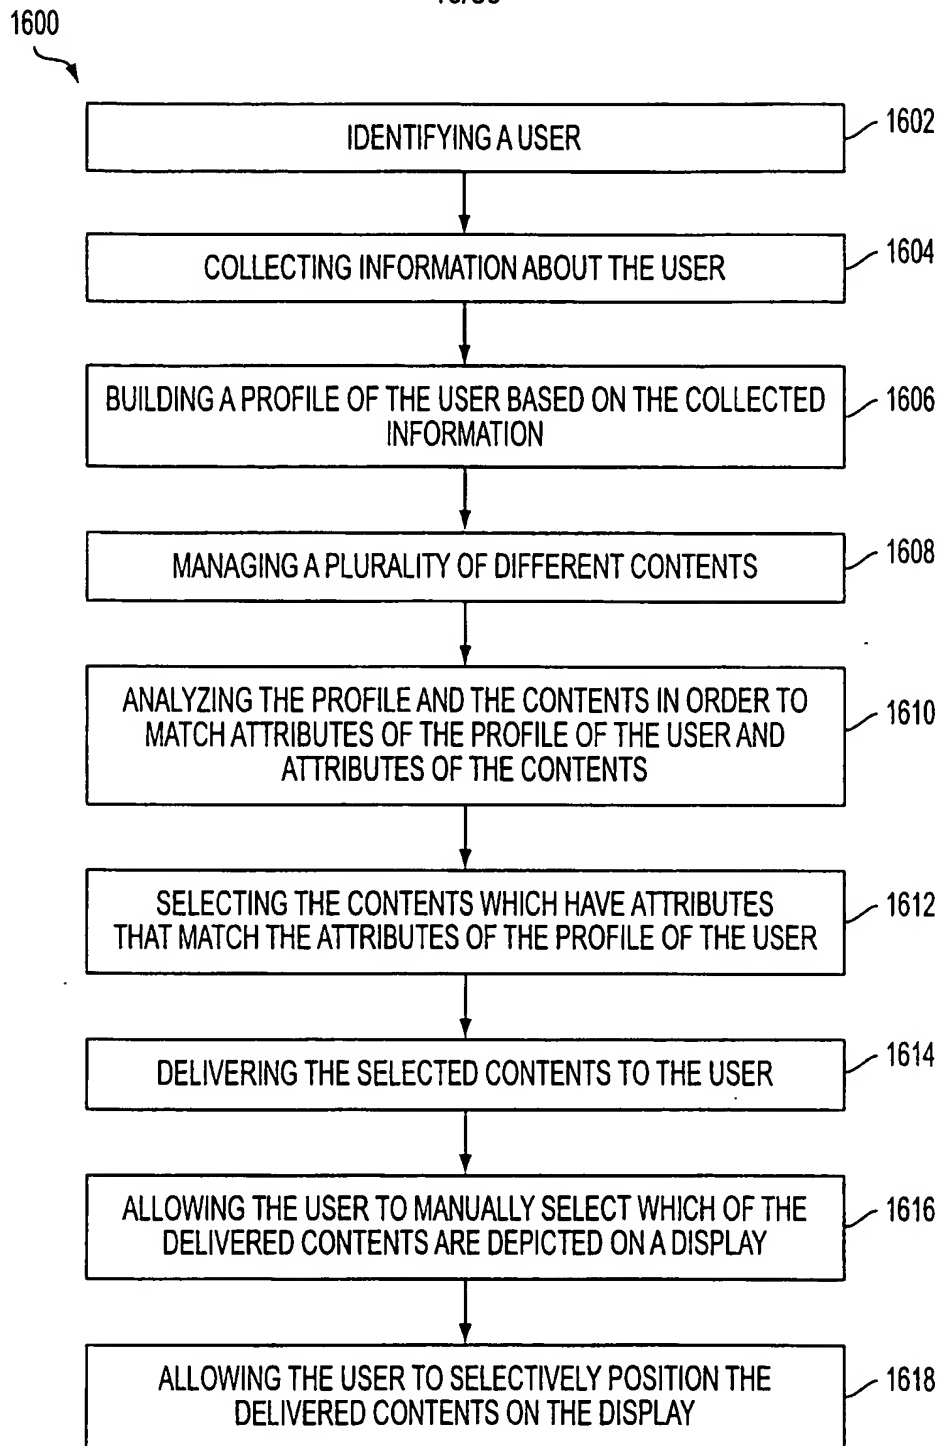 1600
IDENTIFYING A USER
1602
COLLECTING INFORMATION ABOUT THE USER
1604
BUILDING A PROFILE OF THE USER BASED ON THE COLLECTED
INFORMATION
1606
MANAGING A PLURALITY OF DIFFERENT CONTENTS
1608
ANALYZING THE PROFILE AND THE CONTENTS IN ORDER TO
MATCH ATTRIBUTES OF THE PROFILE OF THE USER AND
ATTRIBUTES OF THE CONTENTS
1610
SELECTING THE CONTENTS WHICH HAVE ATTRIBUTES
THAT MATCH THE ATTRIBUTES OF THE PROFILE OF THE USER
1612
DELIVERING THE SELECTED CONTENTS TO THE USER
1614
ALLOWING THE USER TO MANUALLY SELECT WHICH OF THE
DELIVERED CONTENTS ARE DEPICTED ON A DISPLAY
1616
ALLOWING THE USER TO SELECTIVELY POSITION THE
DELIVERED CONTENTS ON THE DISPLAY
1618